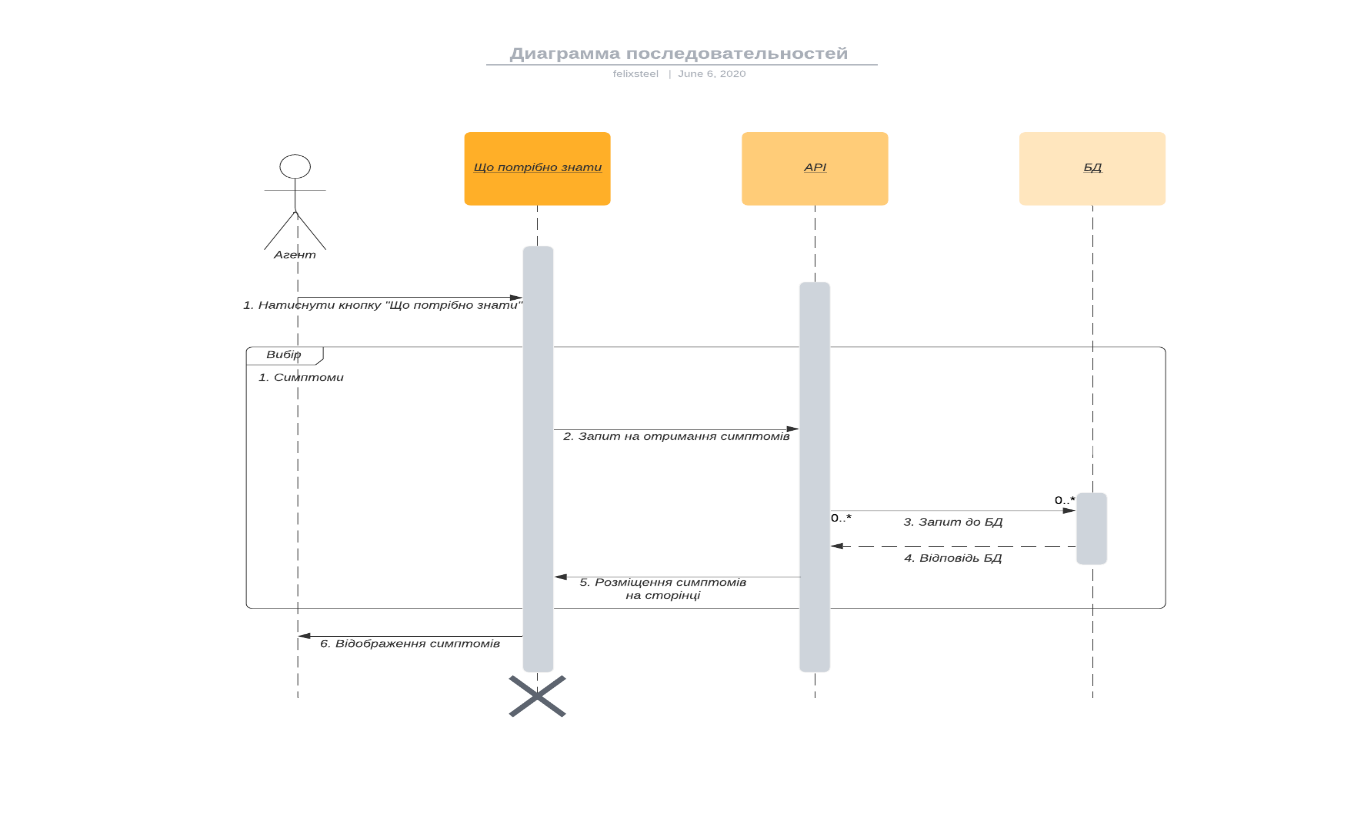 Диаграмма последовательностей
felixsteel | June 6, 2020
Що потрібно знати
API
БД
Агент
1. Натиснути кнопку "Що потрібно знати"
Вибір
1. Симптоми
2. Запит на отримання симптомів
0..*
0..*
3. Запит до БД
4. Відповідь БД
5. Розміщення симптомів
на сторінці
6. Відображення симптомів